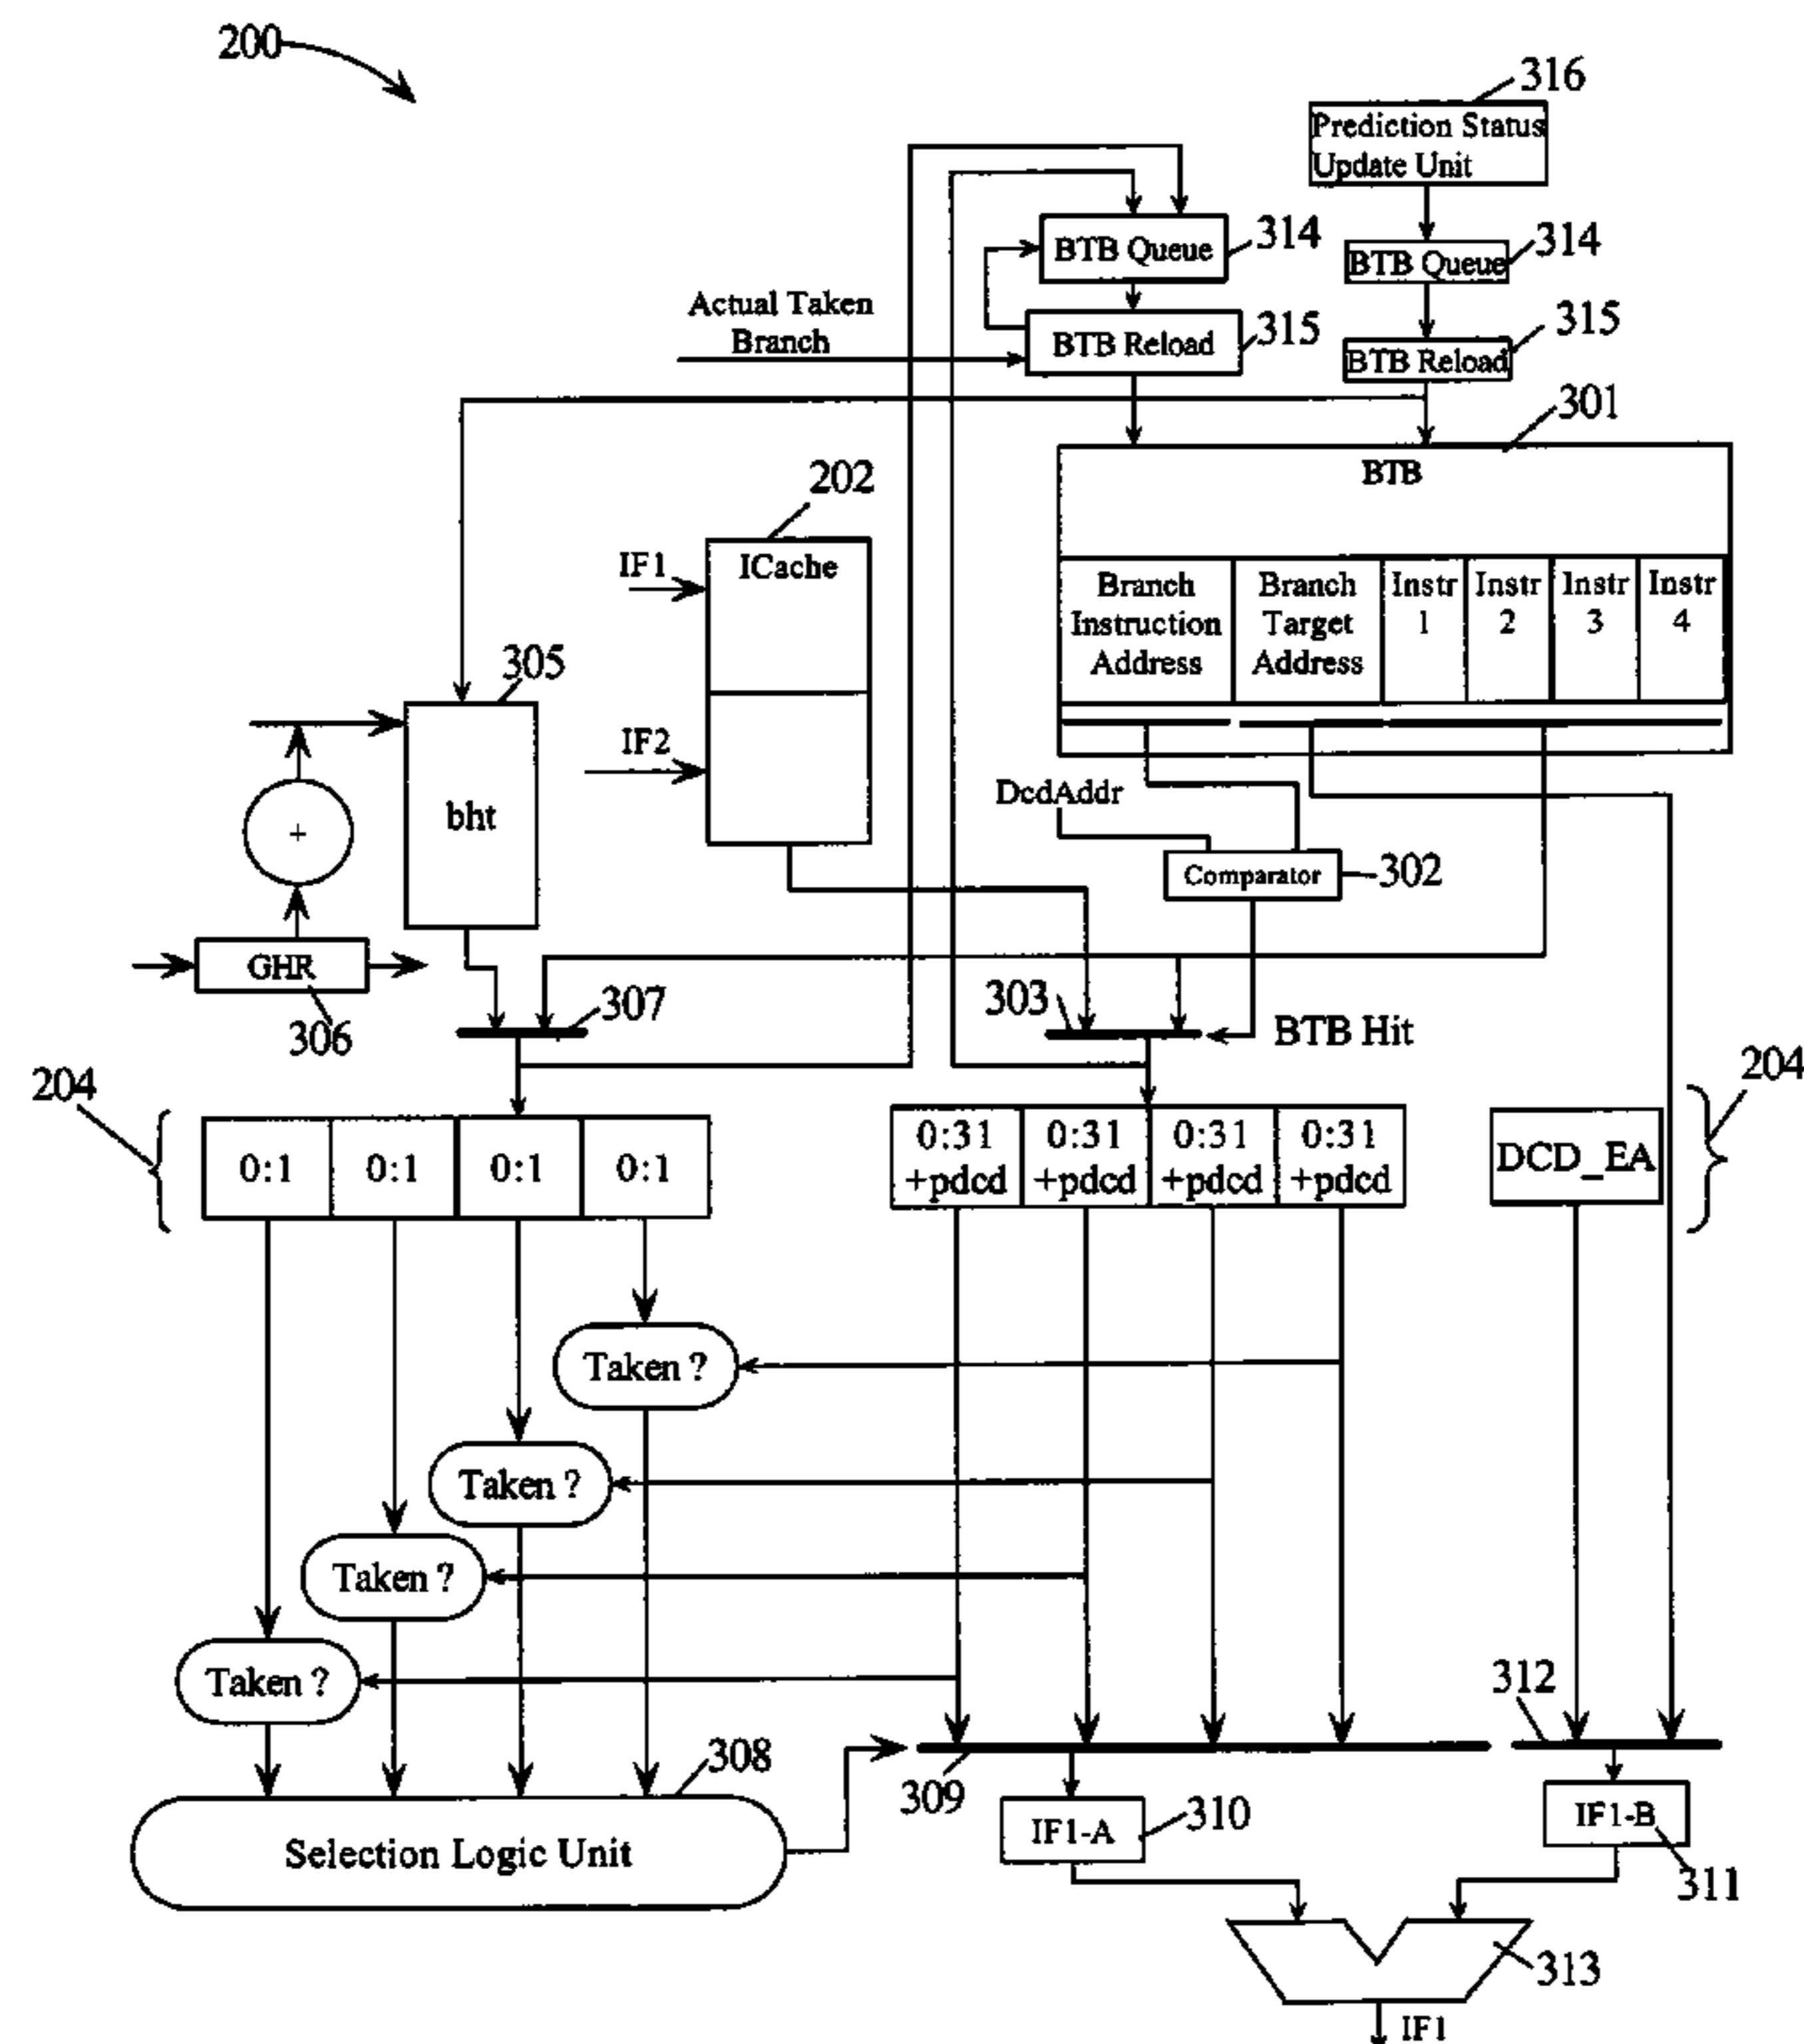 200
316
Prediction Status
Update Unit
BTB Queue
314
BTB Queue
314
Actual Taken
Branch
BTB Reload
315
BTB Reload
315
301
BTB
202
IF1
ICache
Branch
Instruction
Address
Branch
Target
Address
Instr
1
Instr
2
Instr
3
Instr
4
305
IF2
bht
+
DcdAddr
Comparator
302
GHR
306
307
303
BTB Hit
204
204
0:1
0:1
0:1
0:1
0:31
+pdcd
0:31
+pdcd
0:31
+pdcd
0:31
+pdcd
DCD_EA
Taken ?
Taken ?
Taken ?
Taken ?
312
308
309
Selection Logic Unit
IF1-A
310
IF1-B
311
313
IF1